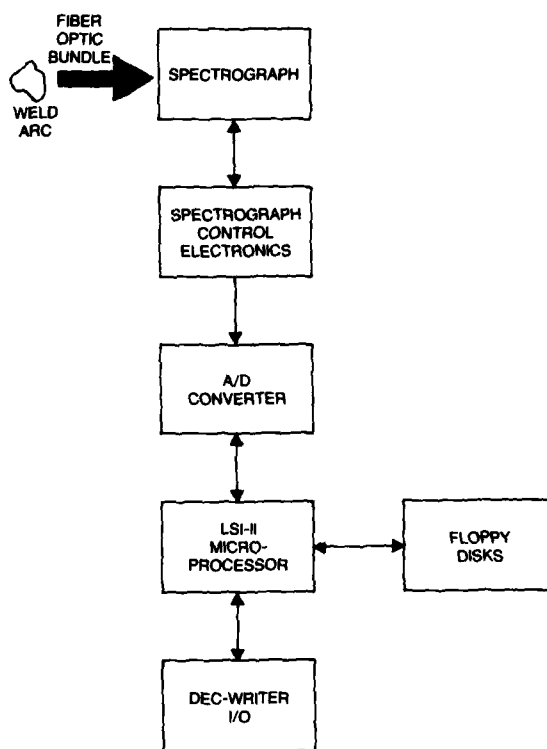 FIBER
OPTIC
BUNDLE
WELD
ARC
SPECTROGRAPH
SPECTROGRAPH
CONTROL
ELECTRONICS
A/D
CONVERTER
LSI-II
MICRO-
PROCESSOR
FLOPPY
DISKS
DEC-WRITER
I/O